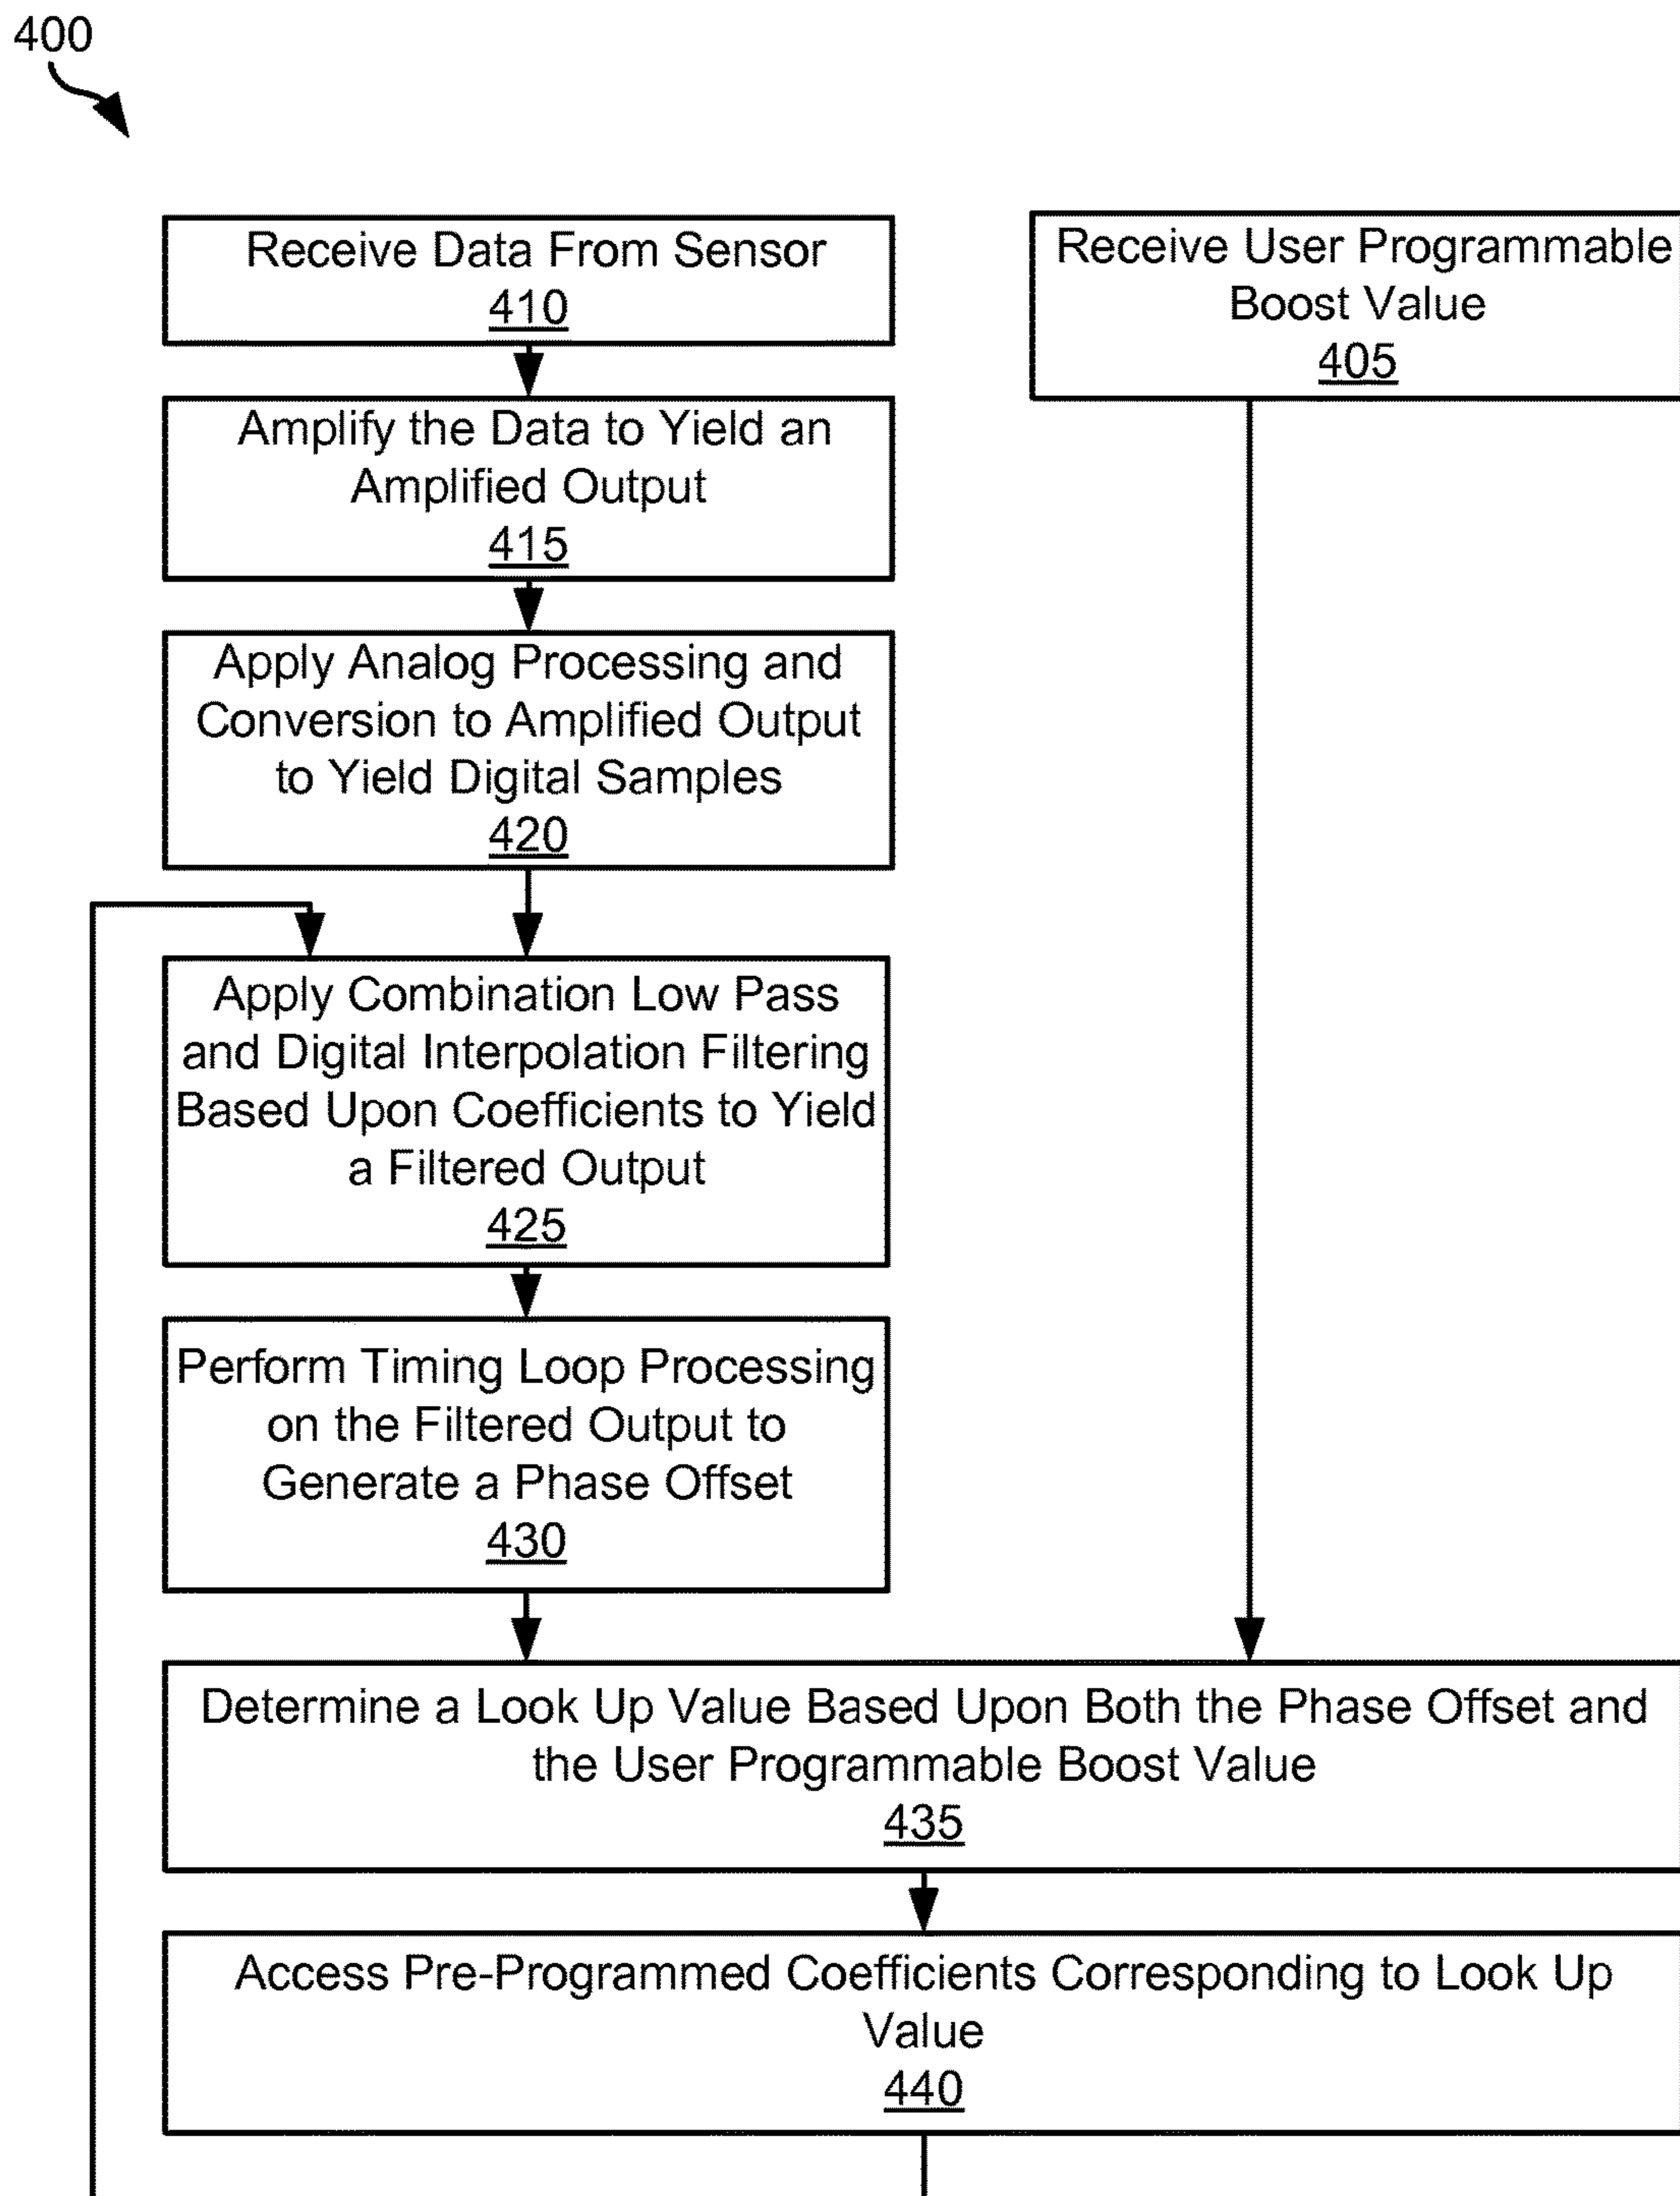 400
Receive Data From Sensor
410
Receive User Programmable
Boost Value
405
Amplify the Data to Yield an
Amplified Output
415
Apply Analog Processing and
Conversion to Amplified Output
to Yield Digital Samples
420
Apply Combination Low Pass
and Digital Interpolation Filtering
Based Upon Coefficients to Yield
a Filtered Output
425
Perform Timing Loop Processing
on the Filtered Output to
Generate a Phase Offset
430
Determine a Look Up Value Based Upon Both the Phase Offset and
the User Programmable Boost Value
435
Access Pre-Programmed Coefficients Corresponding to Look Up
Value
440